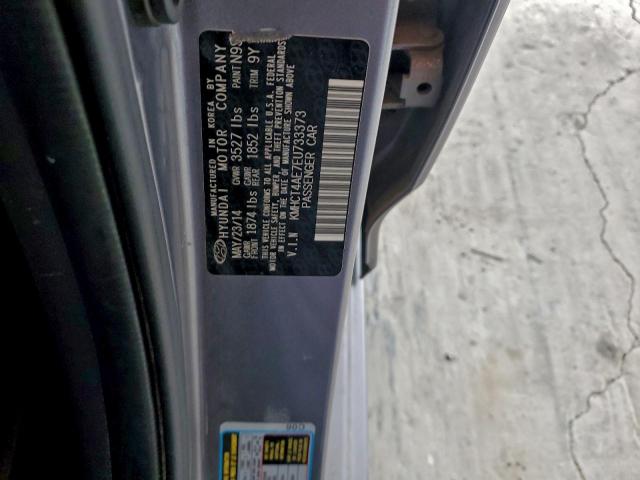 MANUFACTURED IN KOREA BY
HYUNDAI MOTOR COMPANY
MAY/23/14 GVWR 3527 lbs PAINT N9S
GAWR FRONT 1874 lbs GAWR REAR 1852 lbs TRIM 9Y
THIS VEHICLE CONFORMS TO ALL APPLICABLE U.S.A. FEDERAL
MOTOR VEHICLE SAFETY, BUMPER, AND THEFT PREVENTION STANDARDS
IN EFFECT ON THE DATE OF MANUFACTURE SHOWN ABOVE
V.I.N KMHCT4AE7EU733373
PASSENGER CAR
C06